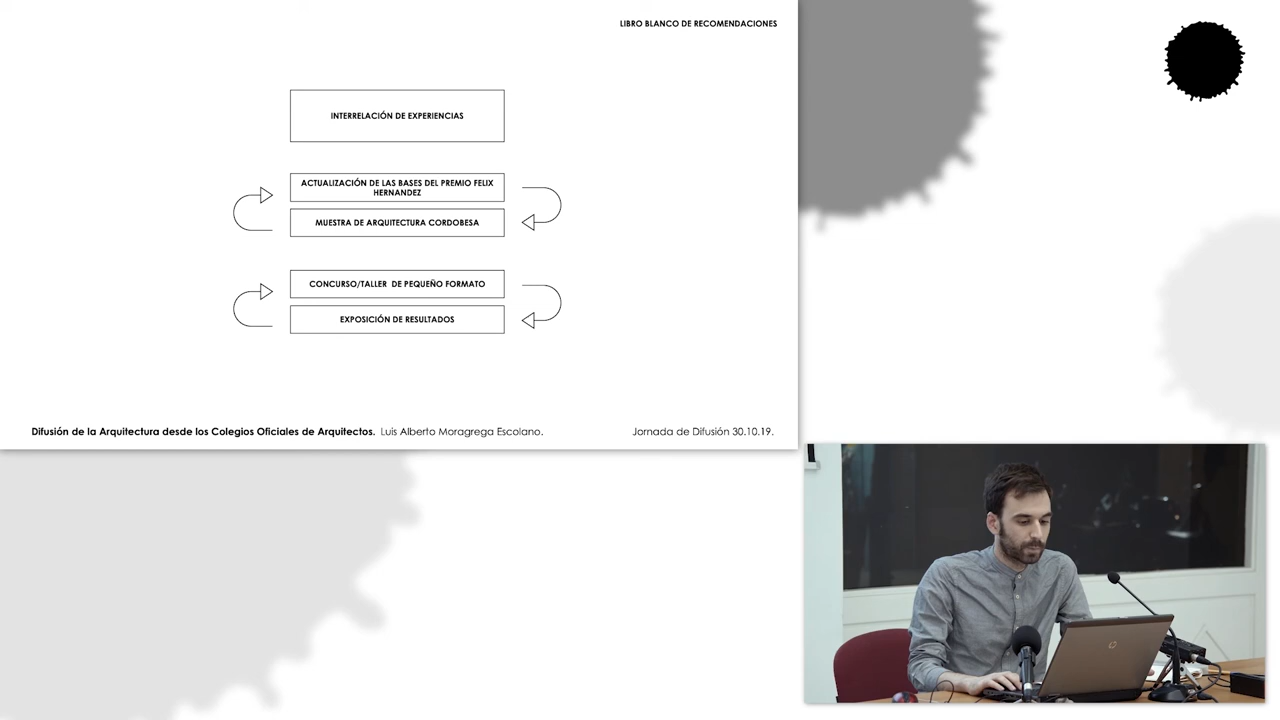 LIBRO BLANCO DE RECOMENDACIONES
INTERRELACIÓN DE EXPERIENCIAS
ACTUALIZACIÓN DE LAS BASES DEL PREMIO FELIX
HERNANDEZ
MUESTRA DE ARQUITECTURA CORDOBESA
CONCURSO/TALLER DE PEQUEÑO FORMATO
EXPOSICIÓN DE RESULTADOS
Difusión de la Arquitectura desde los Colegios Oficiales de Arquitectos. Luis Alberto Moragrega Escolano.
Jornada de Difusión 30.10.19.